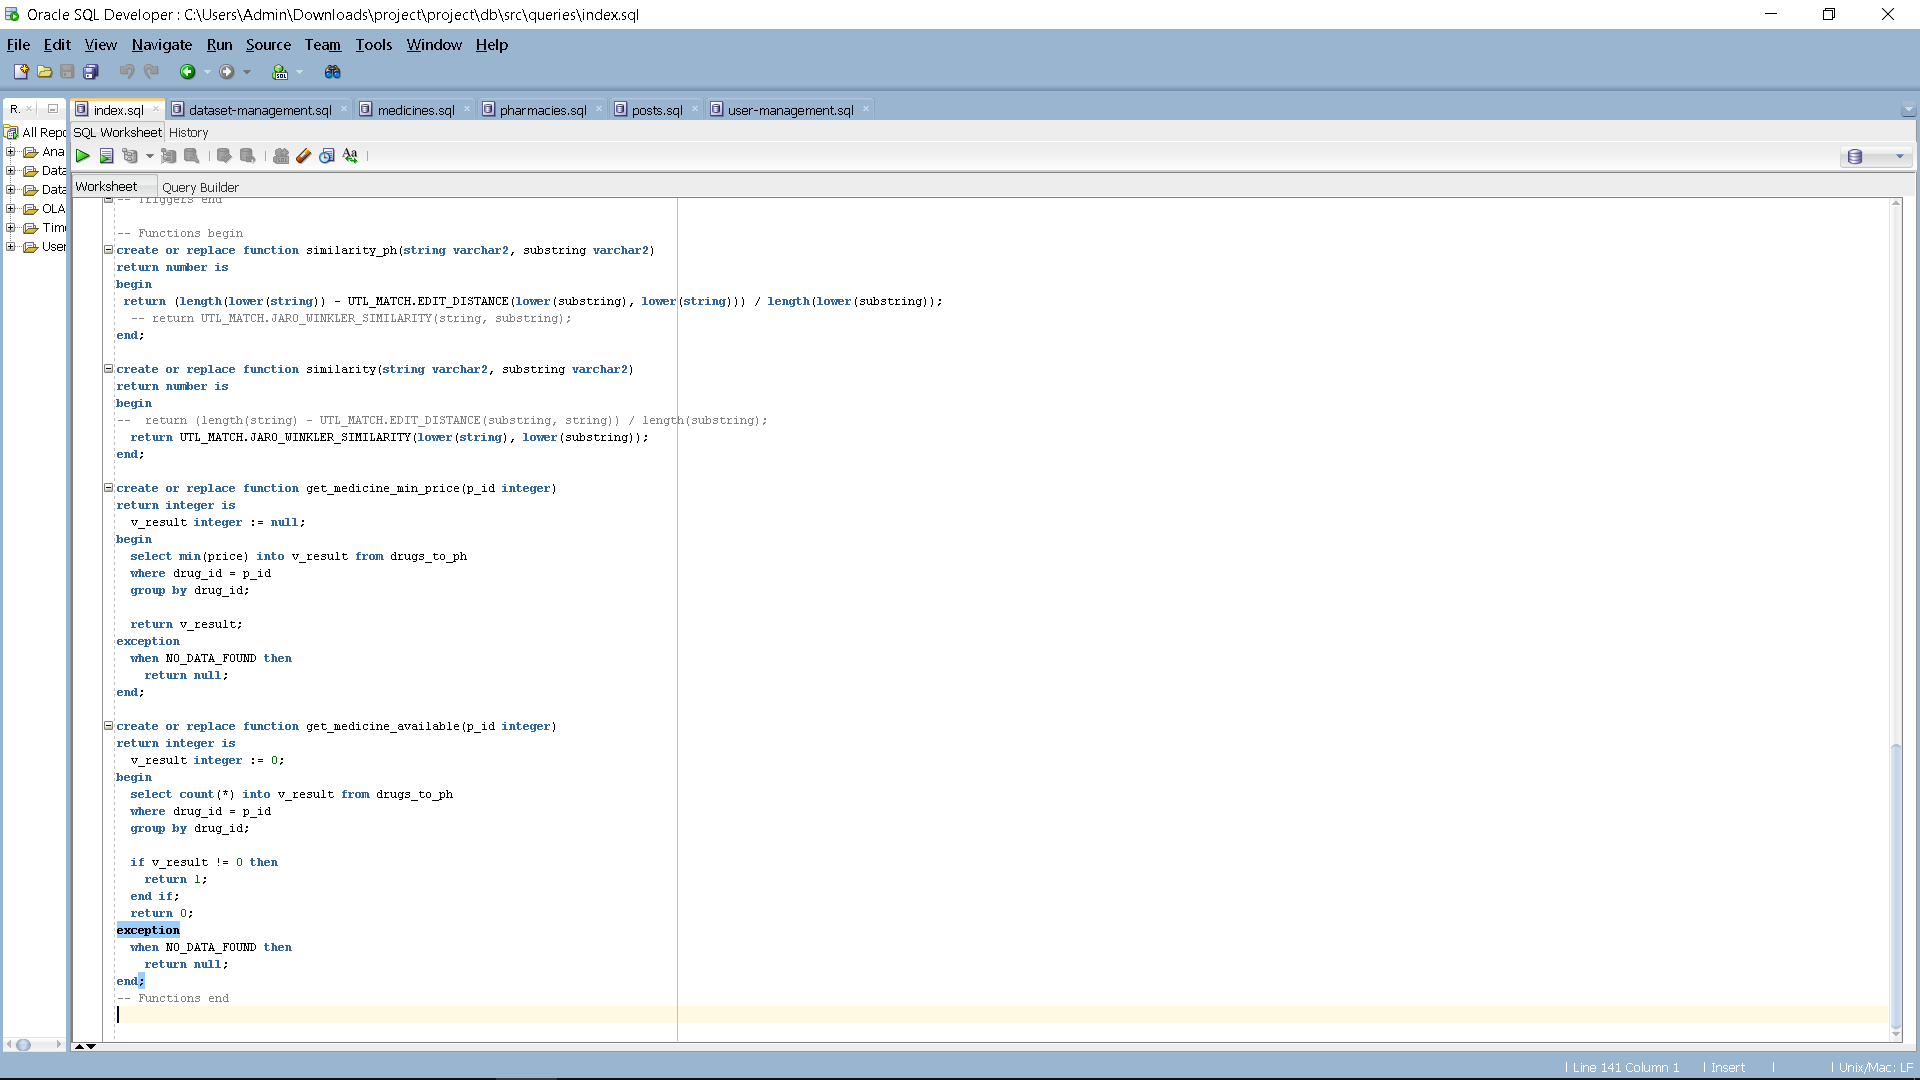 Oracle SQL Developer : C:\Users\Admin\Downloads\project\project\db\src\queries\index.sql
File Edit View Navigate Run Source Team Tools Window Help
R.
index.sql dataset-management.sql medicines.sql pharmacies.sql posts.sql user-management.sql
All Repo
Ana
Data
Data
OLA
Tim
User
SQL Worksheet History
Worksheet Query Builder
-- Triggers end
-- Functions begin
create or replace function similarity_ph(string varchar2, substring varchar2)
return number is
begin
return (length(lower(string)) - UTL_MATCH.EDIT_DISTANCE(lower(substring), lower(string))) / length(lower(substring));
-- return UTL_MATCH.JARO_WINKLER_SIMILARITY(string, substring);
end;
create or replace function similarity(string varchar2, substring varchar2)
return number is
begin
-- return (length(string) - UTL_MATCH.EDIT_DISTANCE(substring, string)) / length(substring);
return UTL_MATCH.JARO_WINKLER_SIMILARITY(lower(string), lower(substring));
end;
create or replace function get_medicine_min_price(p_id integer)
return integer is
v_result integer := null;
begin
select min(price) into v_result from drugs_to_ph
where drug_id = p_id
group by drug_id;
return v_result;
exception
when NO_DATA_FOUND then
return null;
end;
create or replace function get_medicine_available(p_id integer)
return integer is
v_result integer := 0;
begin
select count(*) into v_result from drugs_to_ph
where drug_id = p_id
group by drug_id;
if v_result != 0 then
return 1;
end if;
return 0;
exception
when NO_DATA_FOUND then
return null;
end;
-- Functions end
Line 141 Column 1 Insert Unix/Mac: LF